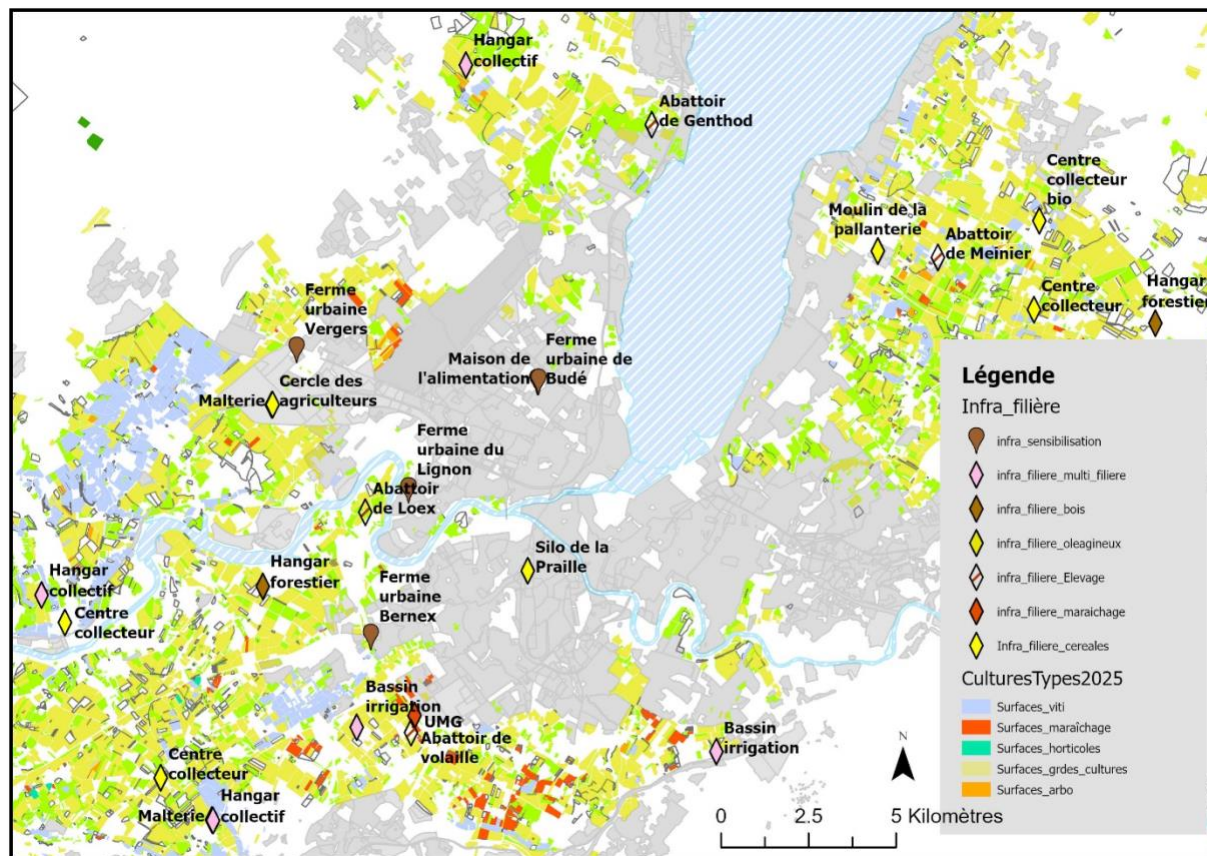 Hangar
collectif
Abattoir
de Genthod
Centre
collecteur
bio
Moulin de la
pallanterie
Abattoir
de Meinier
Centre
collecteur
Hangar
forestier
Ferme
urbaine
Vergers
Maison de
l'alimentation
Ferme
urbaine de
Budé
Malterie
Cercle des
agriculteurs
Ferme
urbaine du
Lignon
Abattoir
de Loex
Silo de la
Praille
Hangar
forestier
Hangar
collectif
Centre
collecteur
Ferme
urbaine
Bernex
Bassin
irrigation
UMG
Abattoir de
volaille
Bassin
irrigation
Centre
collecteur
Malterie
Hangar
collectif
Légende
Infra_filière
infra_sensibilisation
infra_filiere_multi_filiere
infra_filiere_bois
infra_filiere_oleagineux
infra_filiere_Elevage
infra_filiere_maraichage
Infra_filiere_cereales
CulturesTypes2025
Surfaces_viti
Surfaces_maraîchage
Surfaces_horticoles
Surfaces_grdes_cultures
Surfaces_arbo
N
0 5 Kilomètres